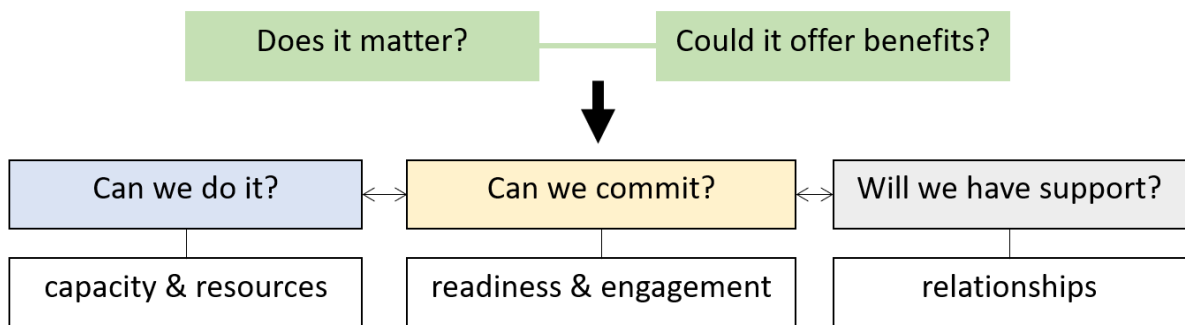 Does it matter?
Could it offer benefits?
Can we do it?
Can we commit?
Will we have support?
capacity & resources
readiness & engagement
relationships